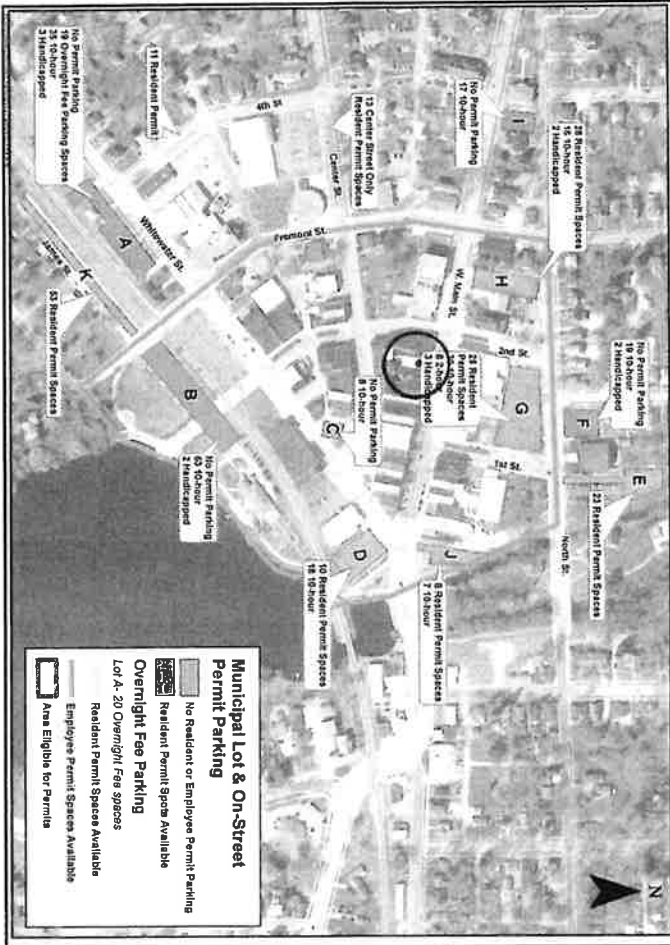 No Permit Parking
19 Overnight Fee Parking Spaces
35 10-hour
3 Handicapped
11 Resident Permit
4th St
13 Center Street Only
Resident Permit Spaces
Center St.
No Permit Parking
17 10-hour
I
28 Resident Permit Spaces
16 10-hour
2 Handicapped
A
Whitewater St.
K
James St.
53 Resident Permit Spaces
Fremont St.
H
W. Main St.
2nd St.
No Permit Parking
19 10-hour
2 Handicapped
28 Resident
Permit Spaces
10-hour
8 2-hour
3 Handicapped
G
F
E
1st St.
23 Resident Permit Spaces
North St.
B
No Permit Parking
63 10-hour
2 Handicapped
C
No Permit Parking
8 10-hour
D
10 Resident Permit Spaces
18 10-hour
J
8 Resident Permit Spaces
7 10-hour
Municipal Lot & On-Street
Permit Parking
No Resident or Employee Permit Parking
Resident Permit Spots Available
Overnight Fee Parking
Lot A- 20 Overnight Fee spaces
Resident Permit Spaces Available
Employee Permit Spaces Available
Area Eligible for Permits
N